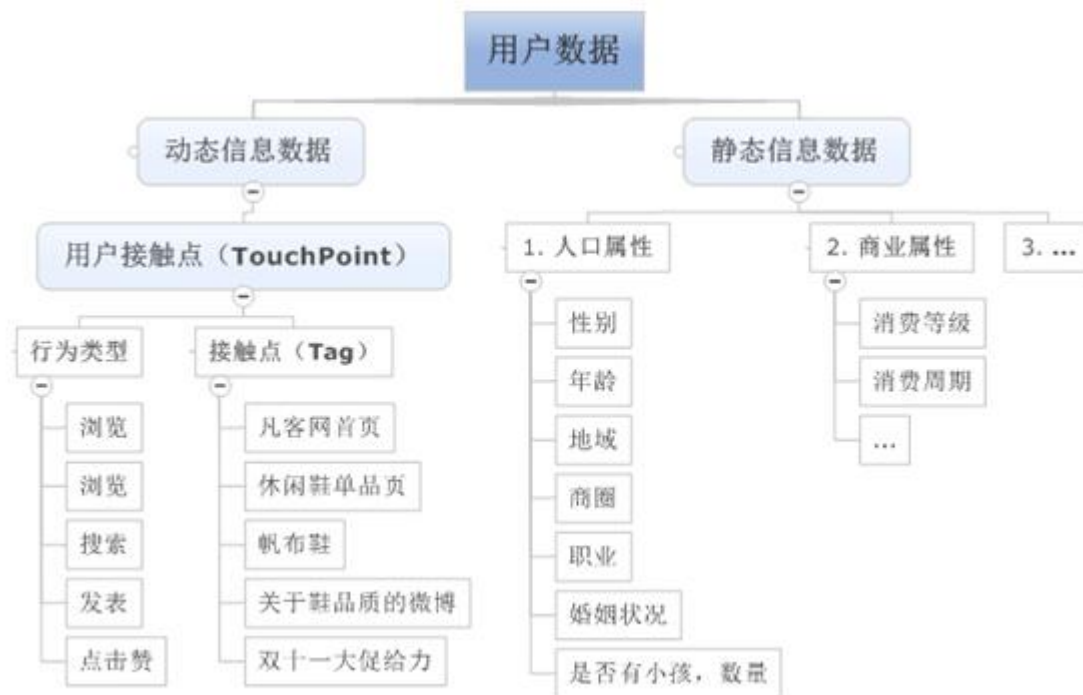 用户数据
动态信息数据
静态信息数据
用户接触点（TouchPoint）
1. 人口属性
2. 商业属性
3. ...
行为类型
接触点（Tag）
浏览
浏览
搜索
发表
点击赞
凡客网首页
休闲鞋单品页
帆布鞋
关于鞋品质的微博
双十一大促给力
性别
年龄
地域
商圈
职业
婚姻状况
是否有小孩，数量
消费等级
消费周期
...